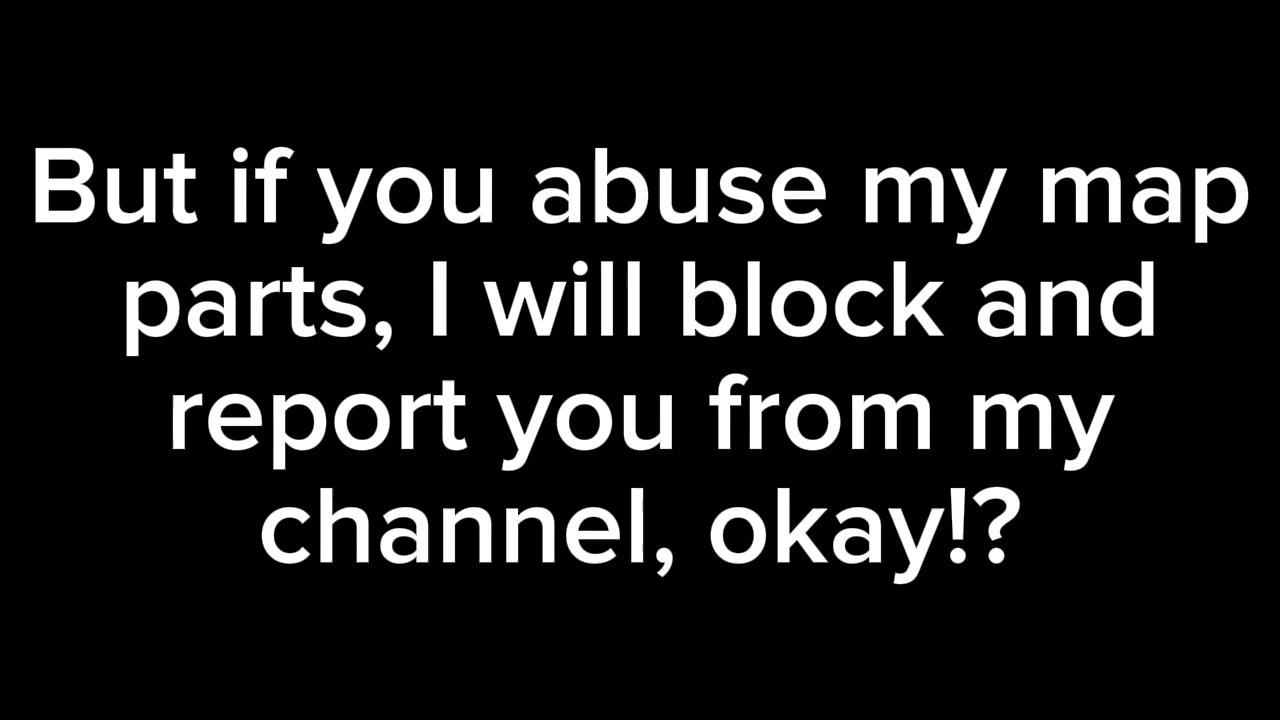 But if you abuse my map
parts, I will block and
report you from my
channel, okay!?